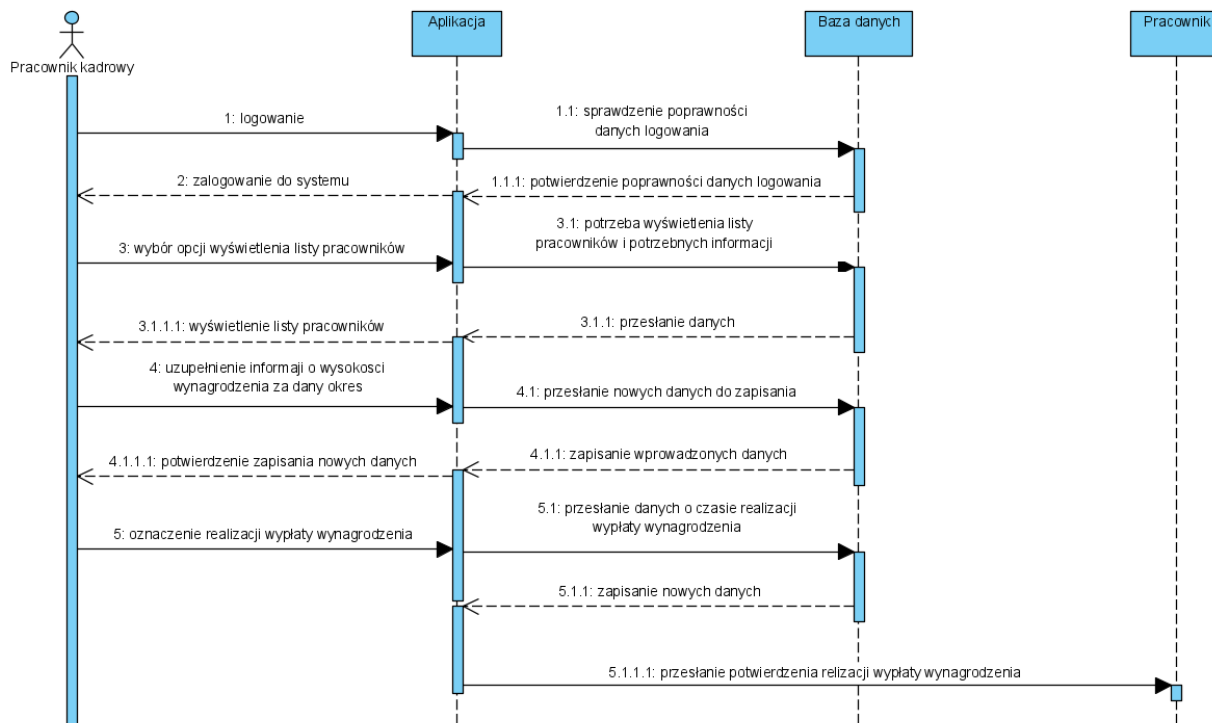 Aplikacja
Baza danych
Pracownik
Pracownik kadrowy
1: logowanie
1.1: sprawdzenie poprawności
danych logowania
2: zalogowanie do systemu
1.1.1: potwierdzenie poprawności danych logowania
3.1: potrzeba wyświetlenia listy
pracowników i potrzebnych informacji
3: wybór opcji wyświetlenia listy pracowników
3.1.1.1: wyświetlenie listy pracowników
3.1.1: przesłanie danych
4: uzupełnienie informaji o wysokosci
wynagrodzenia za dany okres
4.1: przesłanie nowych danych do zapisania
4.1.1.1: potwierdzenie zapisania nowych danych
4.1.1: zapisanie wprowadzonych danych
5.1: przesłanie danych o czasie realizacji
wypłaty wynagrodzenia
5: oznaczenie realizacji wypłaty wynagrodzenia
5.1.1: zapisanie nowych danych
5.1.1.1: przesłanie potwierdzenia relizacji wypłaty wynagrodzenia